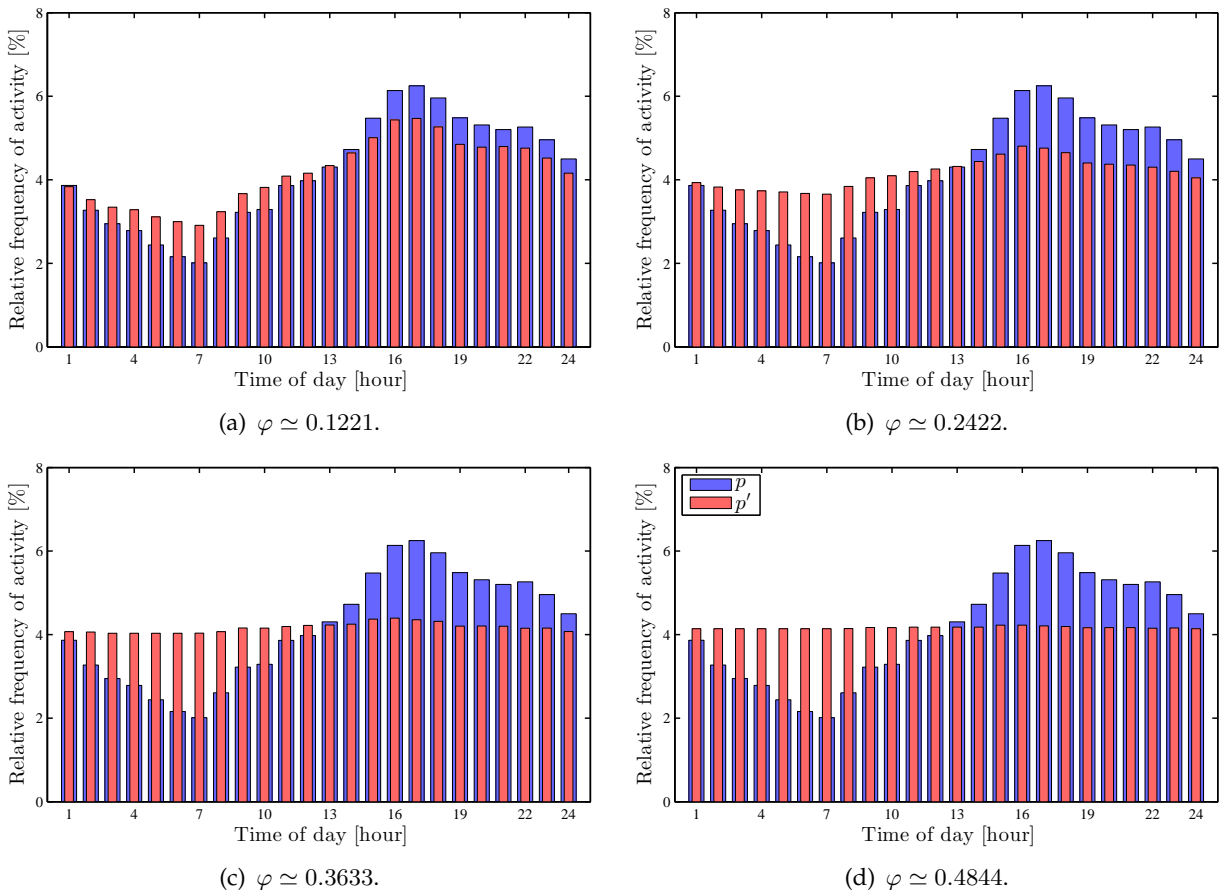 Relative frequency of activity [%]
8
6
4
2
0
1 4 7 10 13 16 19 22 24
Time of day [hour]
(a) φ ≃ 0.1221.
Relative frequency of activity [%]
8
6
4
2
0
1 4 7 10 13 16 19 22 24
Time of day [hour]
(b) φ ≃ 0.2422.
Relative frequency of activity [%]
8
6
4
2
0
1 4 7 10 13 16 19 22 24
Time of day [hour]
(c) φ ≃ 0.3633.
Relative frequency of activity [%]
8
6
4
2
0
p
p′
1 4 7 10 13 16 19 22 24
Time of day [hour]
(d) φ ≃ 0.4844.